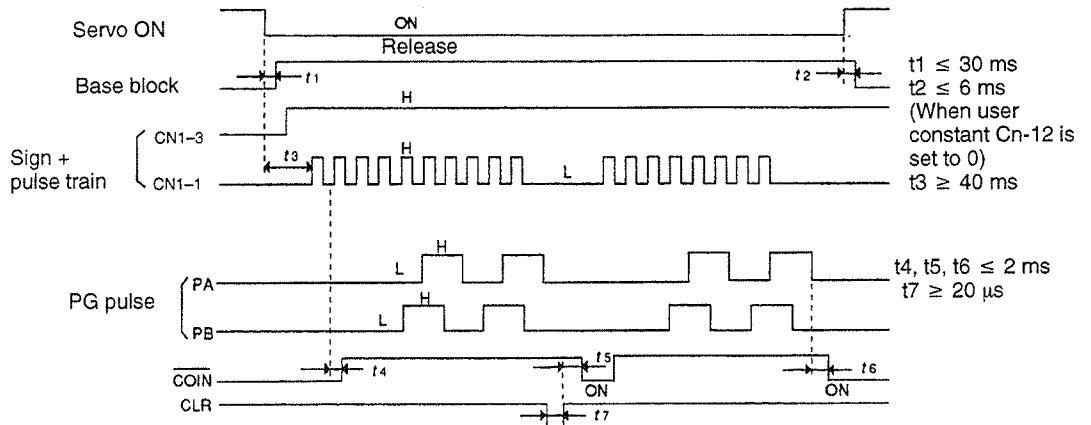 Servo ON
ON
Release
Base block
t1
t2
t1 ≤ 30 ms
t2 ≤ 6 ms
(When user
constant Cn-12 is
set to 0)
t3 ≥ 40 ms
Sign +
pulse train
CN1-3
H
t3
H
CN1-1
L
PG pulse
PA
L
H
t4, t5, t6 ≤ 2 ms
t7 ≥ 20 μs
PB
L
H
COIN
t4
t5
ON
t6
ON
CLR
t7